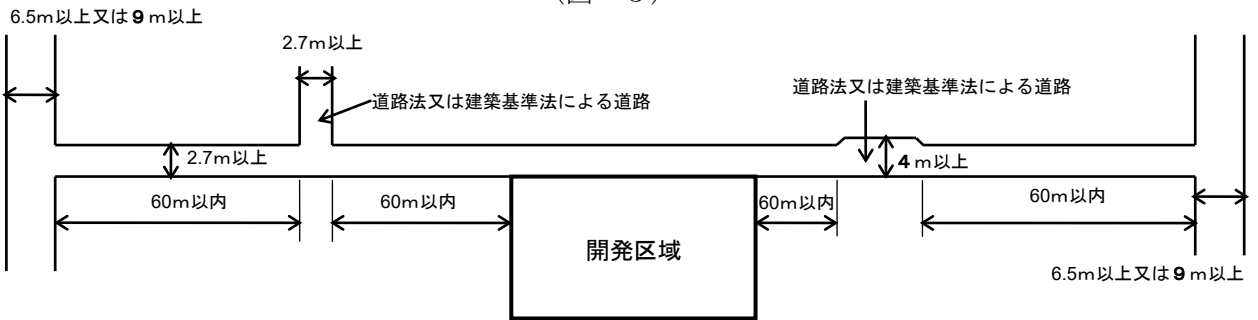 6.5m以上又は９m以上
2.7m以上
道路法又は建築基準法による道路
道路法又は建築基準法による道路
2.7m以上
４m以上
60m以内
60m以内
60m以内
60m以内
開発区域
6.5m以上又は９m以上